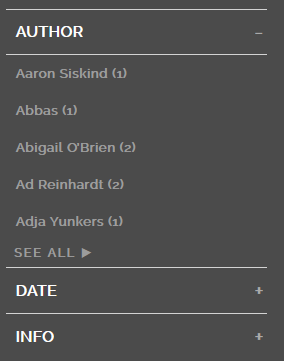 AUTHOR –
Aaron Siskind (1)
Abbas (1)
Abigail O'Brien (2)
Ad Reinhardt (2)
Adja Yunkers (1)
SEE ALL ▶
DATE +
INFO +